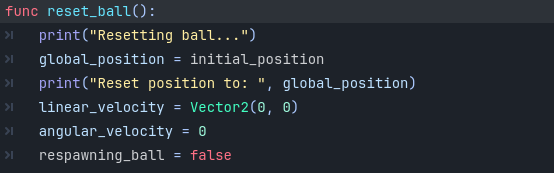 func reset_ball():
print("Resetting ball...")
global_position = initial_position
print("Reset position to: ", global_position)
linear_velocity = Vector2(0, 0)
angular_velocity = 0
respawning_ball = false